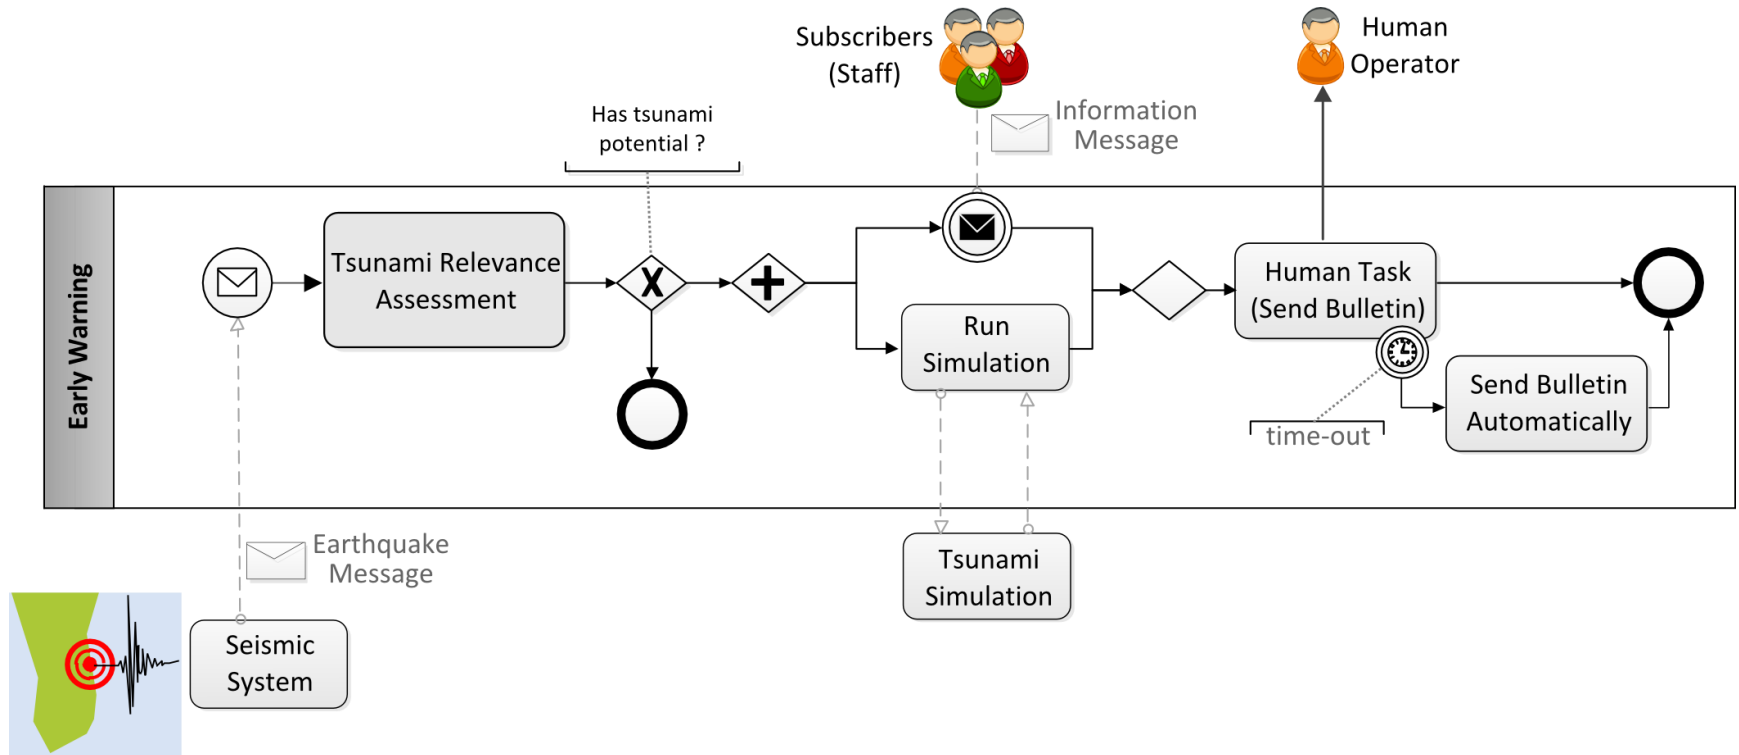 Subscribers
(Staff)
Human
Operator
Has tsunami
potential ?
Information
Message
Early Warning
Tsunami Relevance
Assessment
X
Run
Simulation
Human Task
(Send Bulletin)
Send Bulletin
Automatically
time-out
Earthquake
Message
Tsunami
Simulation
Seismic
System